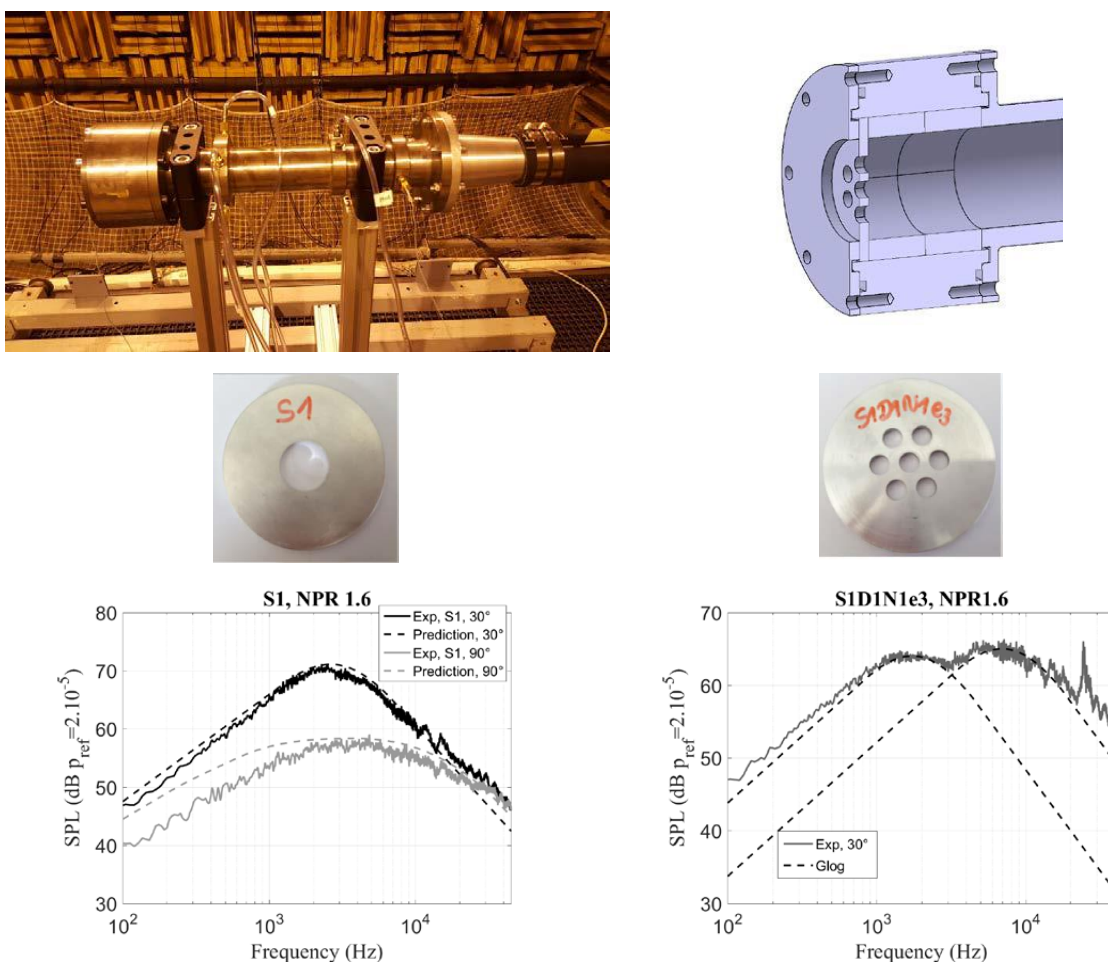 S1
S1D1N1e3
S1, NPR 1.6
80
70
60
50
40
30
SPL (dB p_ref=2.10^-5)
Exp, S1, 30°
Prediction, 30°
Exp, S1, 90°
Prediction, 90°
10^2
10^3
10^4
Frequency (Hz)
S1D1N1e3, NPR1.6
70
60
50
40
30
SPL (dB p_ref=2.10^-5)
Exp, 30°
Glog
10^2
10^3
10^4
Frequency (Hz)